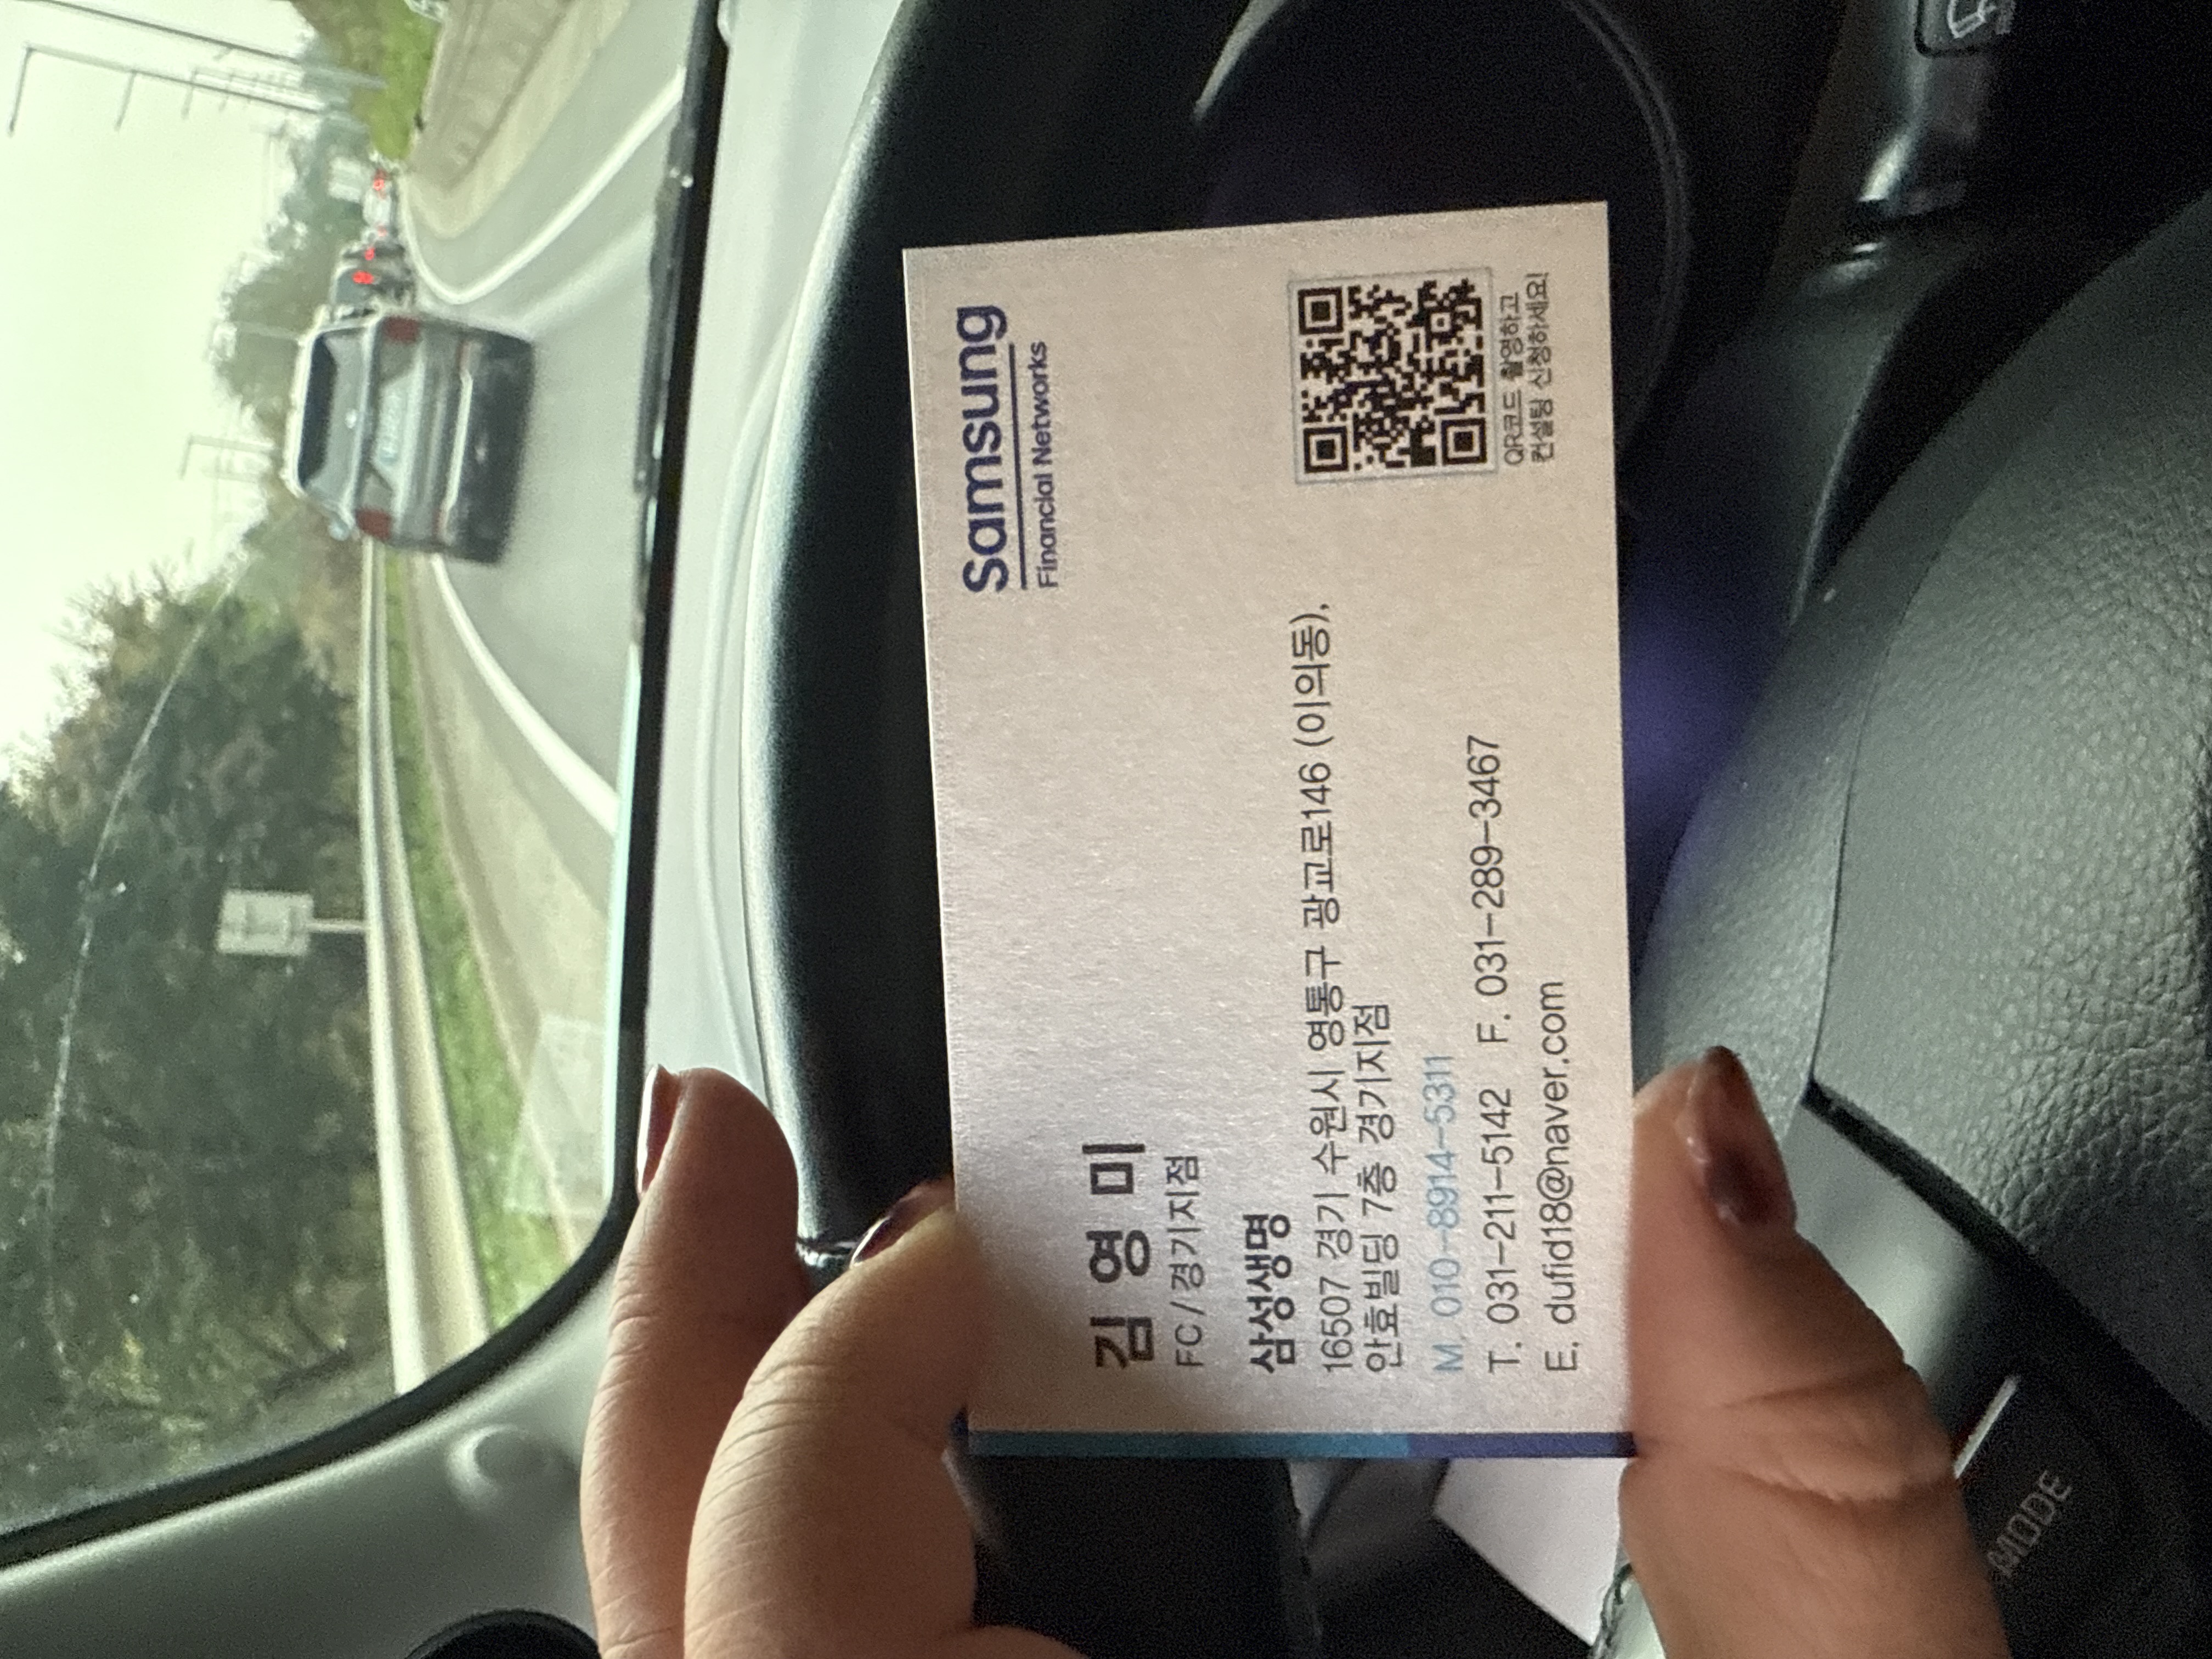 Samsung
Financial Networks
김영미
FC/경기지점
삼성생명
16507 경기 수원시 영통구 광교로146 (이의동),
안효빌딩 7층 경기지점
M. 010-8914-5311
T. 031-211-5142 F. 031-289-3467
E. dufid18@naver.com
QR코드 촬영하고
컨설팅 신청하세요!
MODE